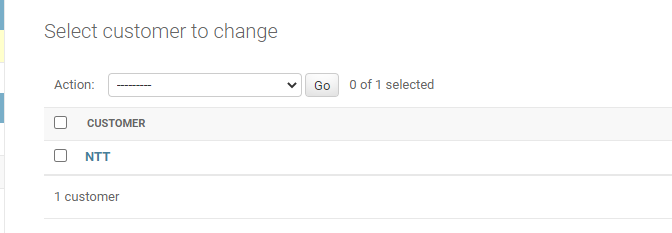 Select customer to change
Action: --------- Go 0 of 1 selected
CUSTOMER
NTT
1 customer